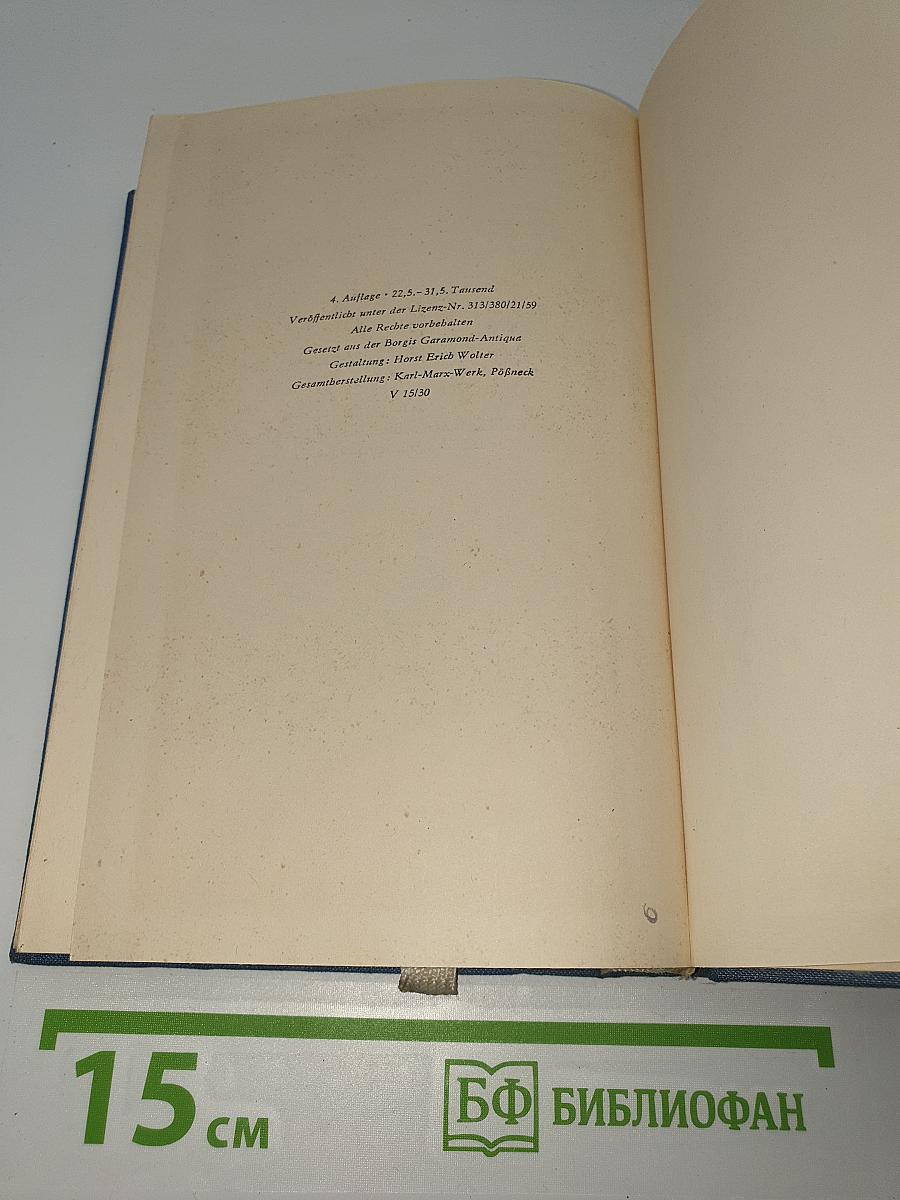 4. Auflage • 22,5.–31,5. Tausend
Veröffentlicht unter der Lizenz-Nr. 313/380/21/59
Alle Rechte vorbehalten
Gesetzt aus der Borgis Garamond-Antiqua
Gestaltung: Horst Erich Wolter
Gesamtherstellung: Karl-Marx-Werk, Pößneck
V 15/30
6
15 см
БФ БИБЛИОФАН